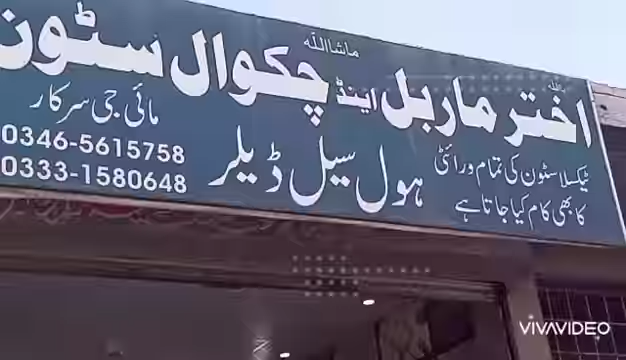 ماشااللہ
اختر ماربل اینڈ چکوال سٹون
ٹیکسلا سٹون کی تمام ورائٹی
کا بھی کام کیا جاتا ہے
ہول سیل ڈیلر
مائی جی سرکار
0346-5615758
0333-1580648
VIVAVIDEO